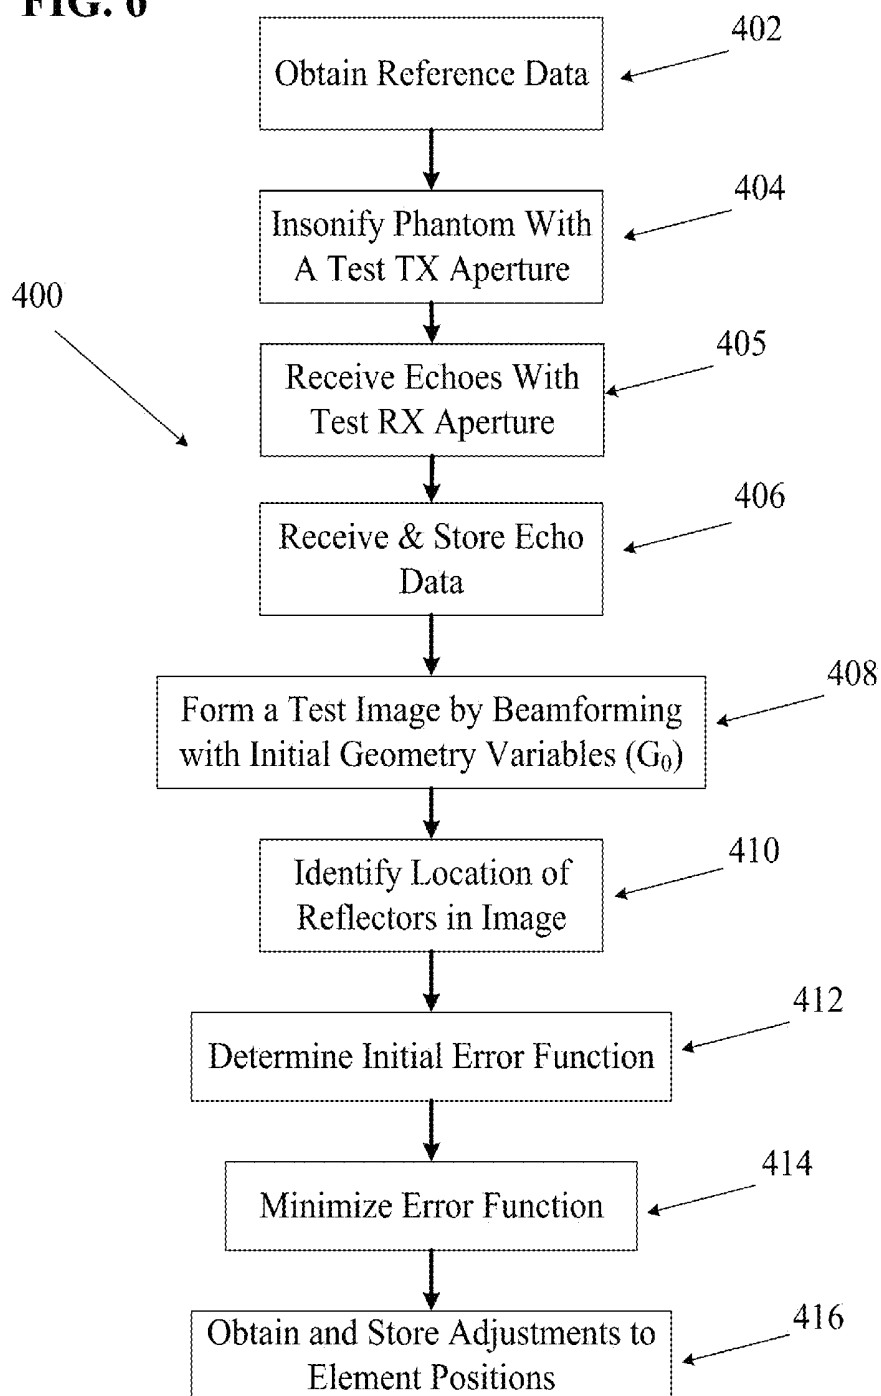 FIG. 6
402
Obtain Reference Data
404
Insonify Phantom With
A Test TX Aperture
400
405
Receive Echoes With
Test RX Aperture
406
Receive & Store Echo
Data
408
Form a Test Image by Beamforming
with Initial Geometry Variables (G₀)
410
Identify Location of
Reflectors in Image
412
Determine Initial Error Function
414
Minimize Error Function
416
Obtain and Store Adjustments to
Element Positions